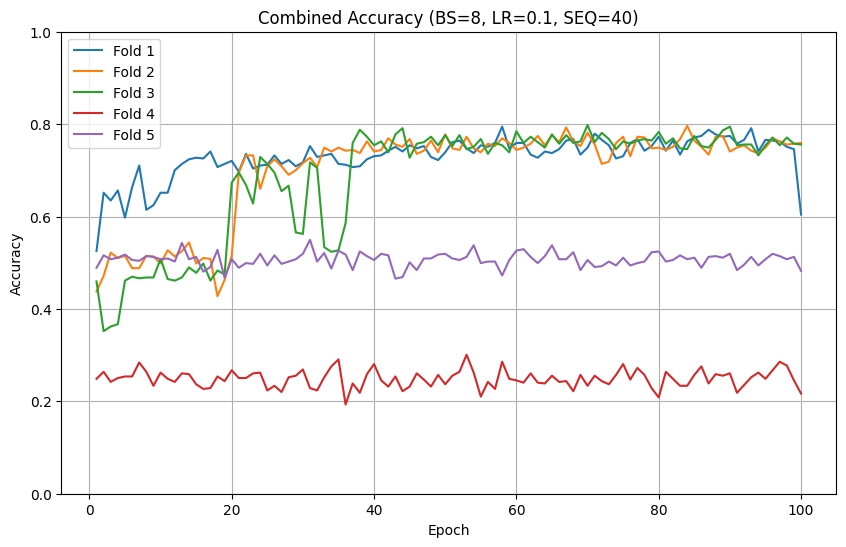 Combined Accuracy (BS=8, LR=0.1, SEQ=40)
Fold 1
Fold 2
Fold 3
Fold 4
Fold 5
Accuracy
1.0
0.8
0.6
0.4
0.2
0.0
0 20 40 60 80 100
Epoch